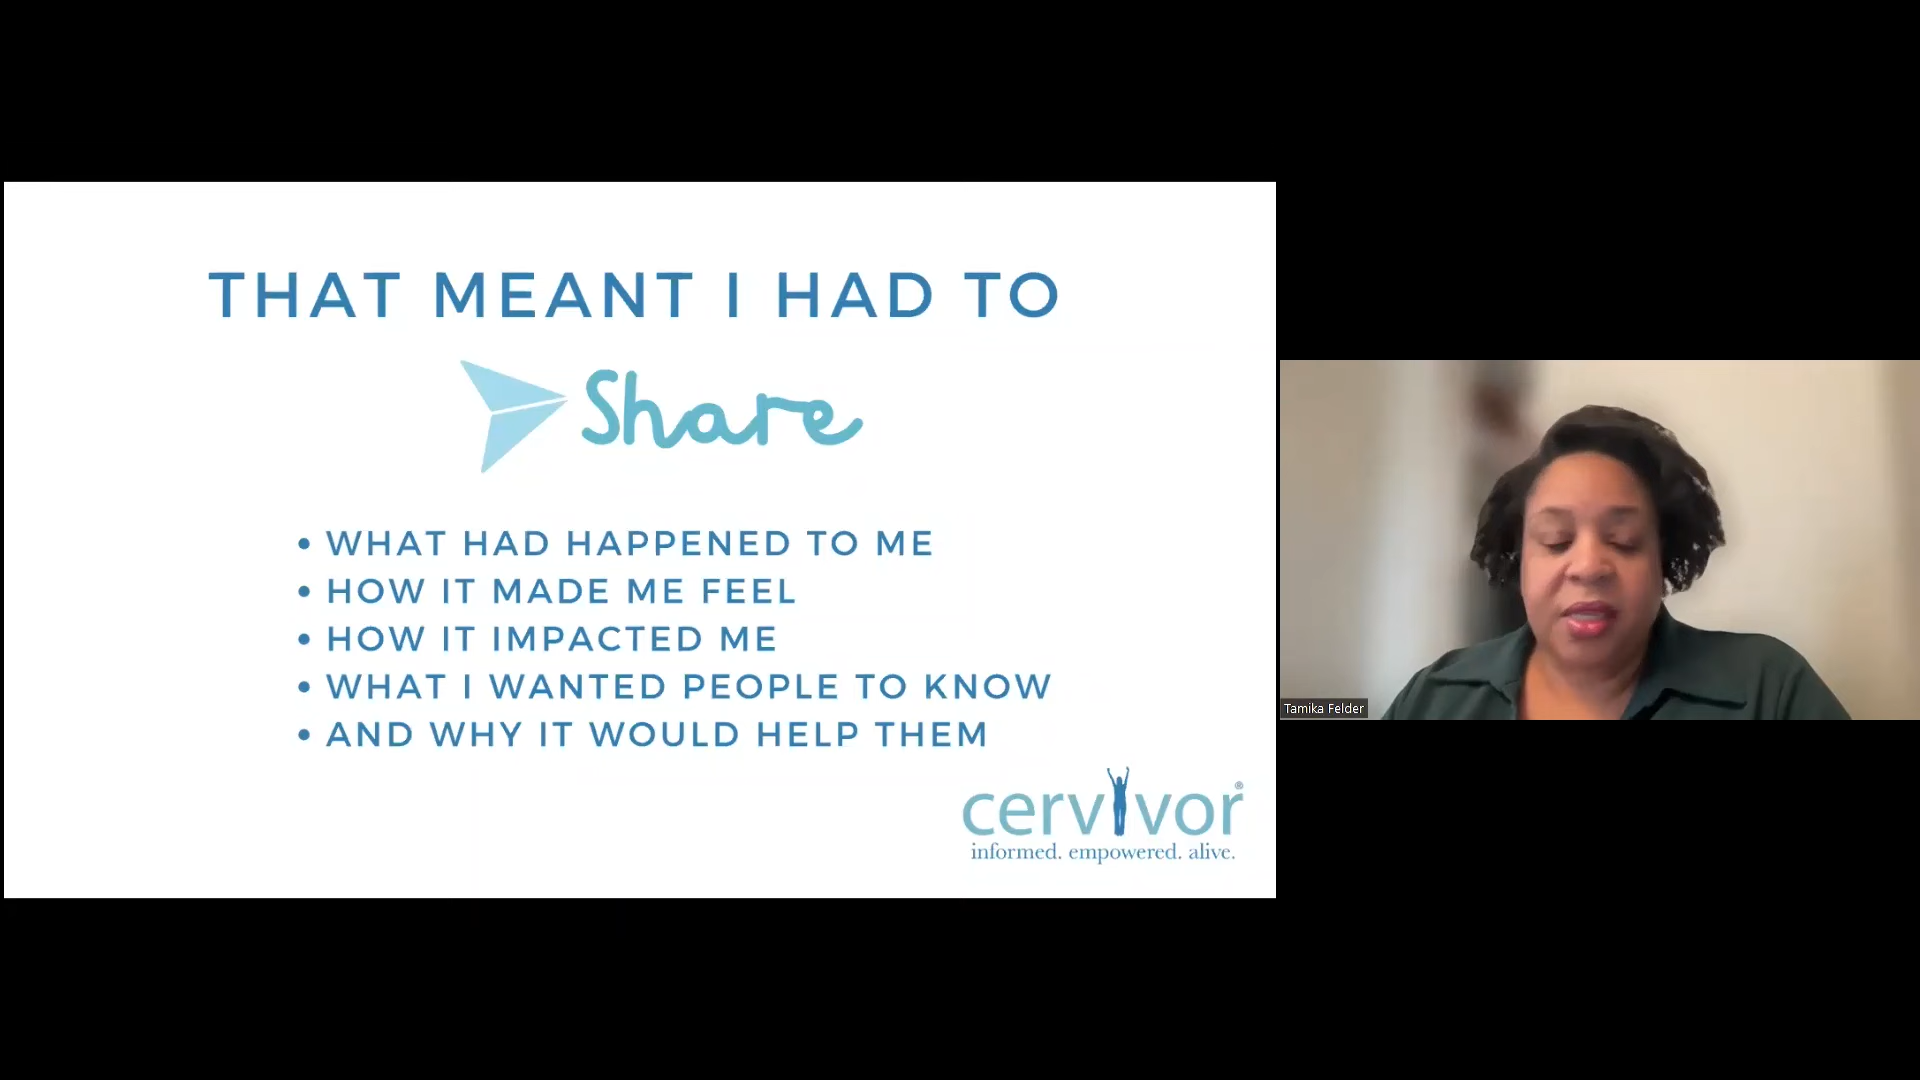 THAT MEANT I HAD TO
Share
• WHAT HAD HAPPENED TO ME
• HOW IT MADE ME FEEL
• HOW IT IMPACTED ME
• WHAT I WANTED PEOPLE TO KNOW
• AND WHY IT WOULD HELP THEM
cervivor®
informed. empowered. alive.
Tamika Felder